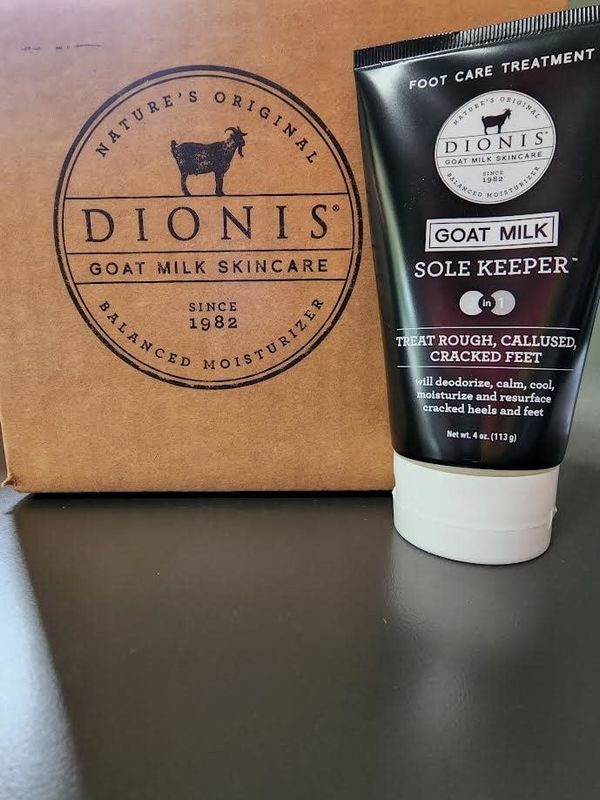 NATURE'S ORIGINAL
DIONIS®
GOAT MILK SKINCARE
SINCE
1982
BALANCED MOISTURIZER
FOOT CARE TREATMENT
NATURE'S ORIGINAL
DIONIS
GOAT MILK SKINCARE
SINCE
1982
BALANCED MOISTURIZER
GOAT MILK
SOLE KEEPER™
in 1
TREAT ROUGH, CALLUSED,
CRACKED FEET
will deodorize, calm, cool,
moisturize and resurface
cracked heels and feet
Net wt. 4 oz. (113 g)